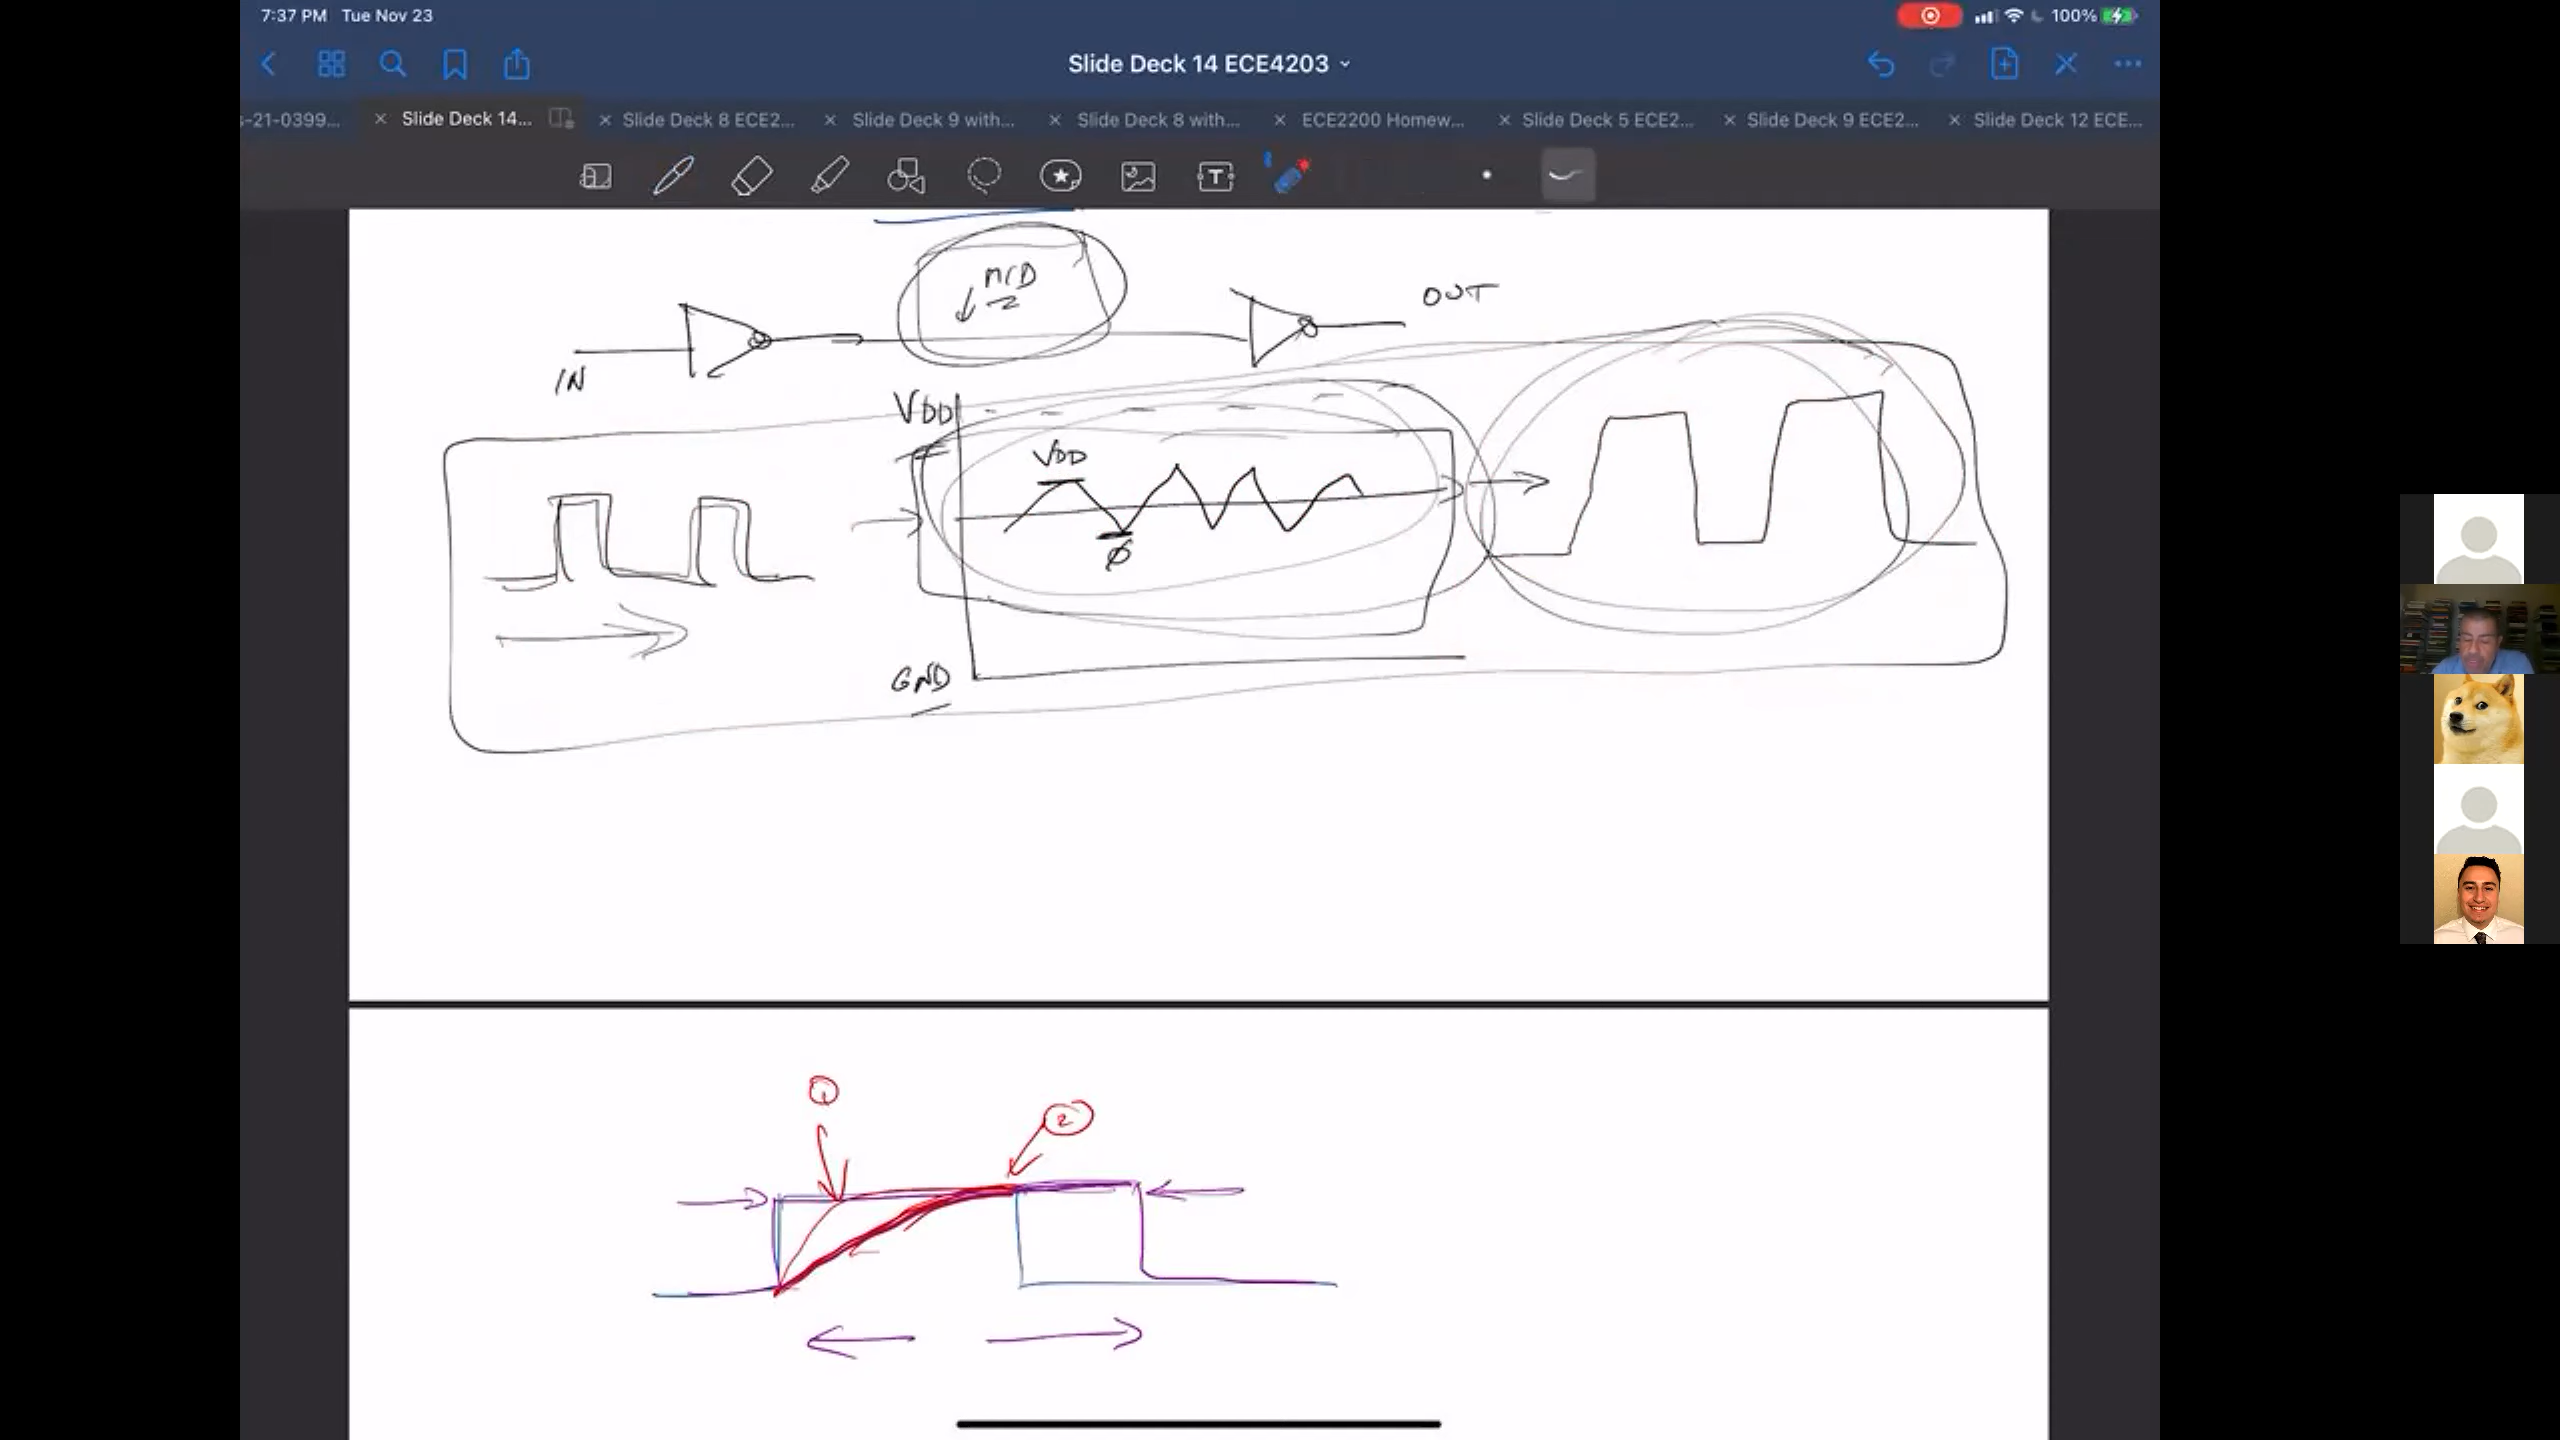 7:37 PM Tue Nov 23
100%
Slide Deck 14 ECE4203
s-21-0399...
Slide Deck 14...
Slide Deck 8 ECE2...
Slide Deck 9 with...
Slide Deck 8 with...
ECE2200 Homew...
Slide Deck 5 ECE2...
Slide Deck 9 ECE2...
Slide Deck 12 ECE...
T
OUT
IN
VDD
VDD
Ø
GND
1
2